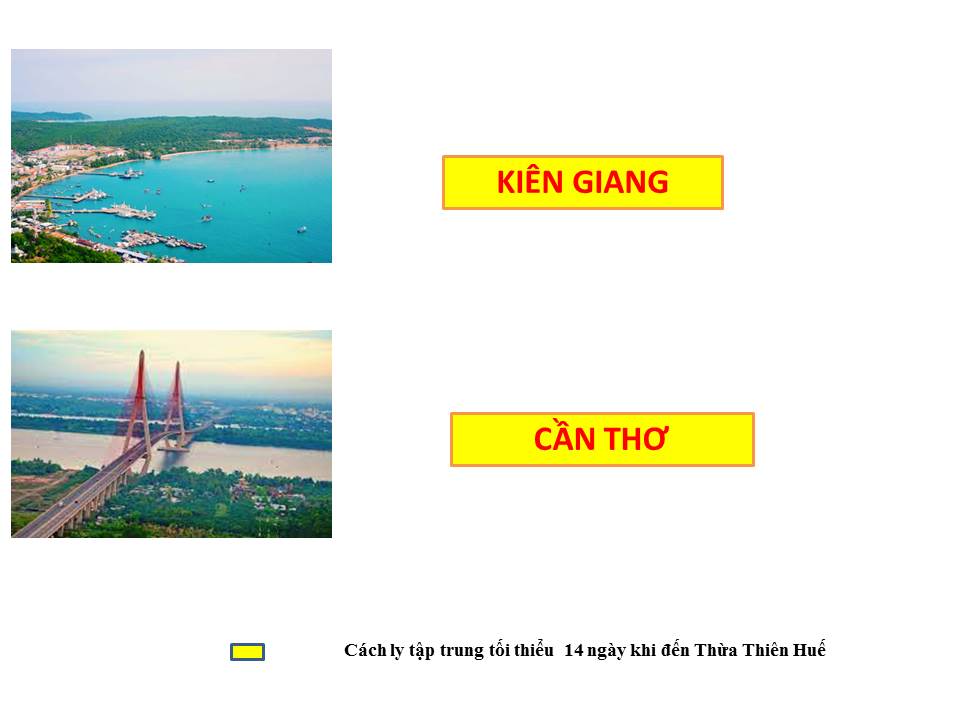 KIÊN GIANG
CẦN THƠ
Cách ly tập trung tối thiểu 14 ngày khi đến Thừa Thiên Huế